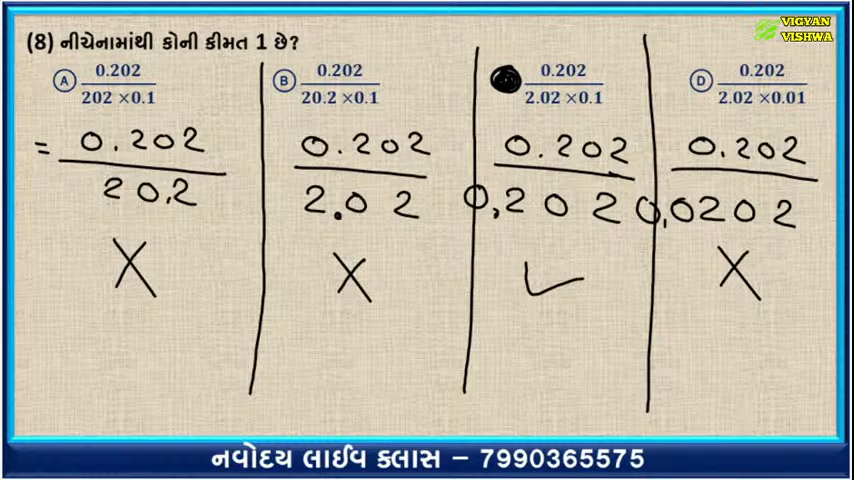 VIGYAN
VISHWA
(8) નીચેનામાંથી કોની કીમત 1 છે?
A 0.202 / 202 ×0.1
B 0.202 / 20.2 ×0.1
0.202 / 2.02 ×0.1
D 0.202 / 2.02 ×0.01
= 0.202 / 20.2
0.202 / 2.02
0.202 / 0.202
0.202 / 0.0202
નવોદય લાઈવ ક્લાસ – 7990365575